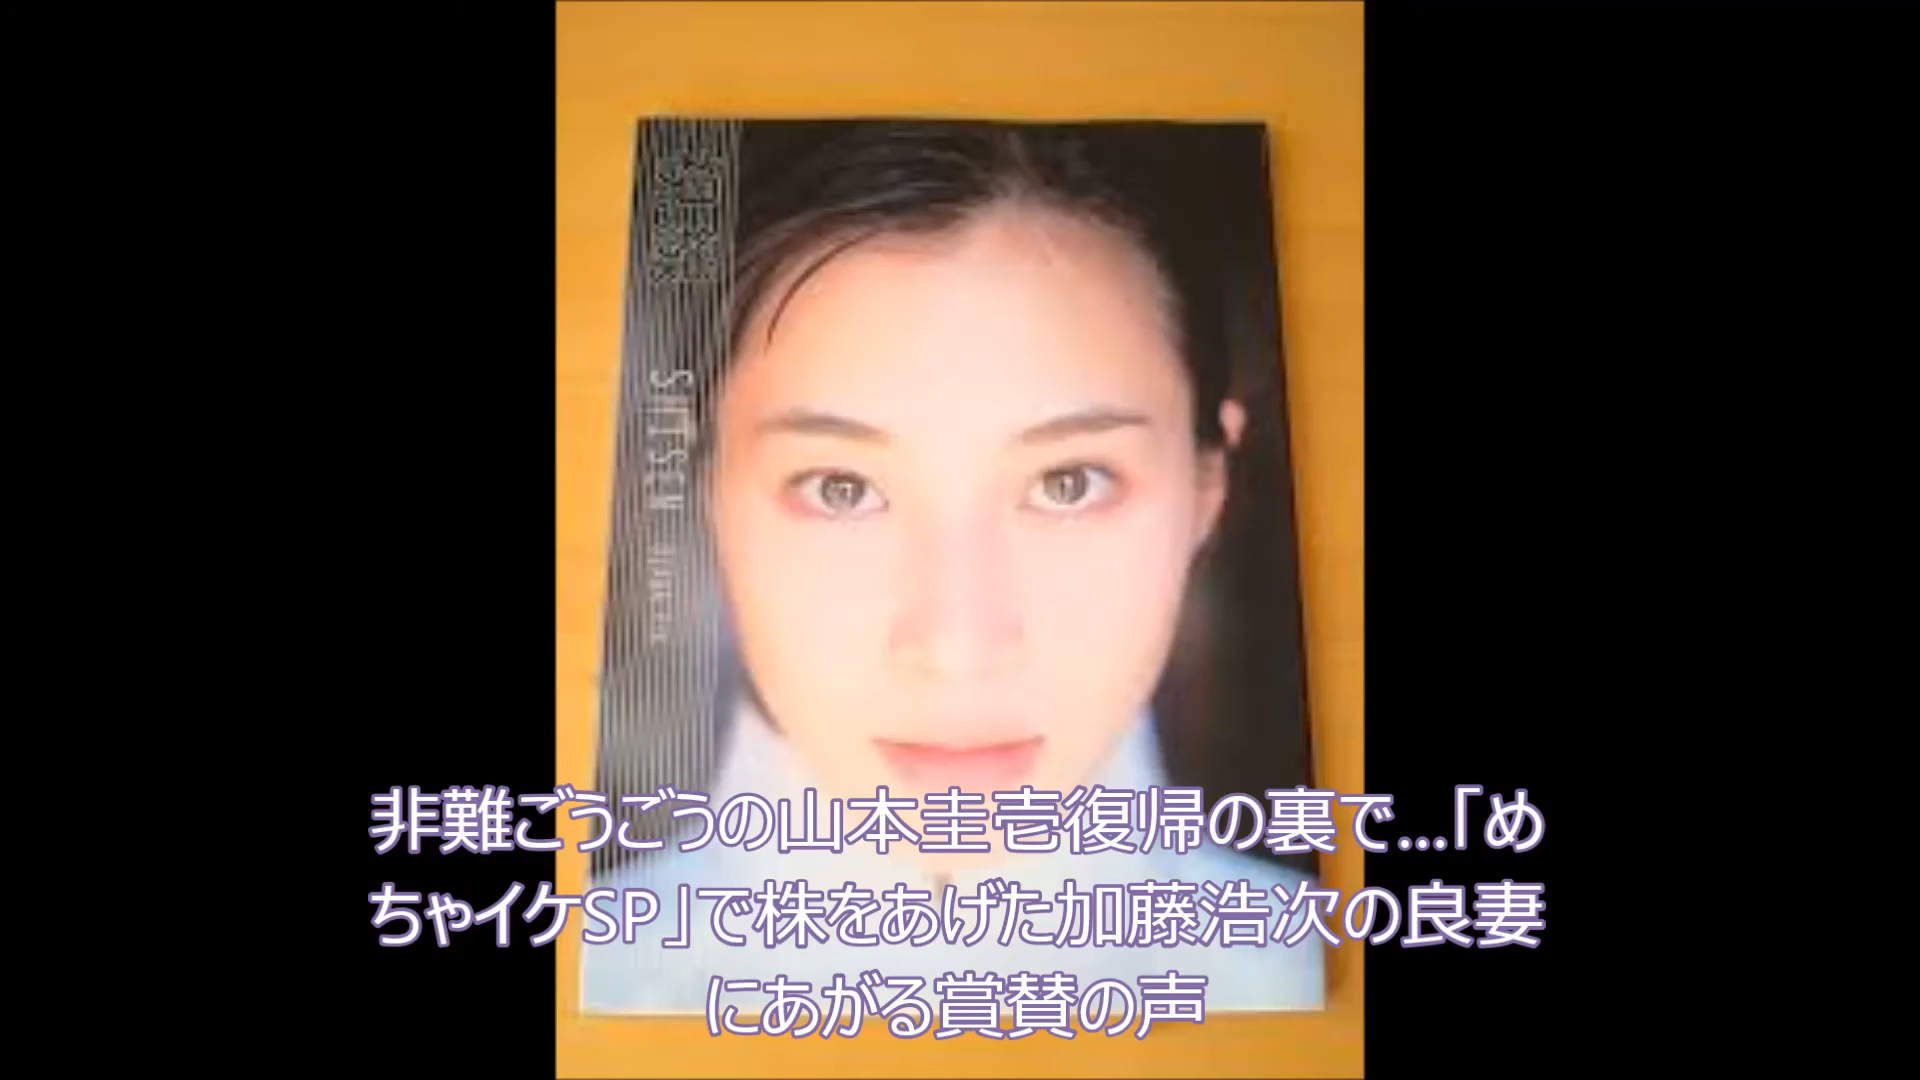 非難ごうごうの山本圭壱復帰の裏で...「め
ちゃイケSP」で株をあげた加藤浩次の良妻
にあがる賞賛の声